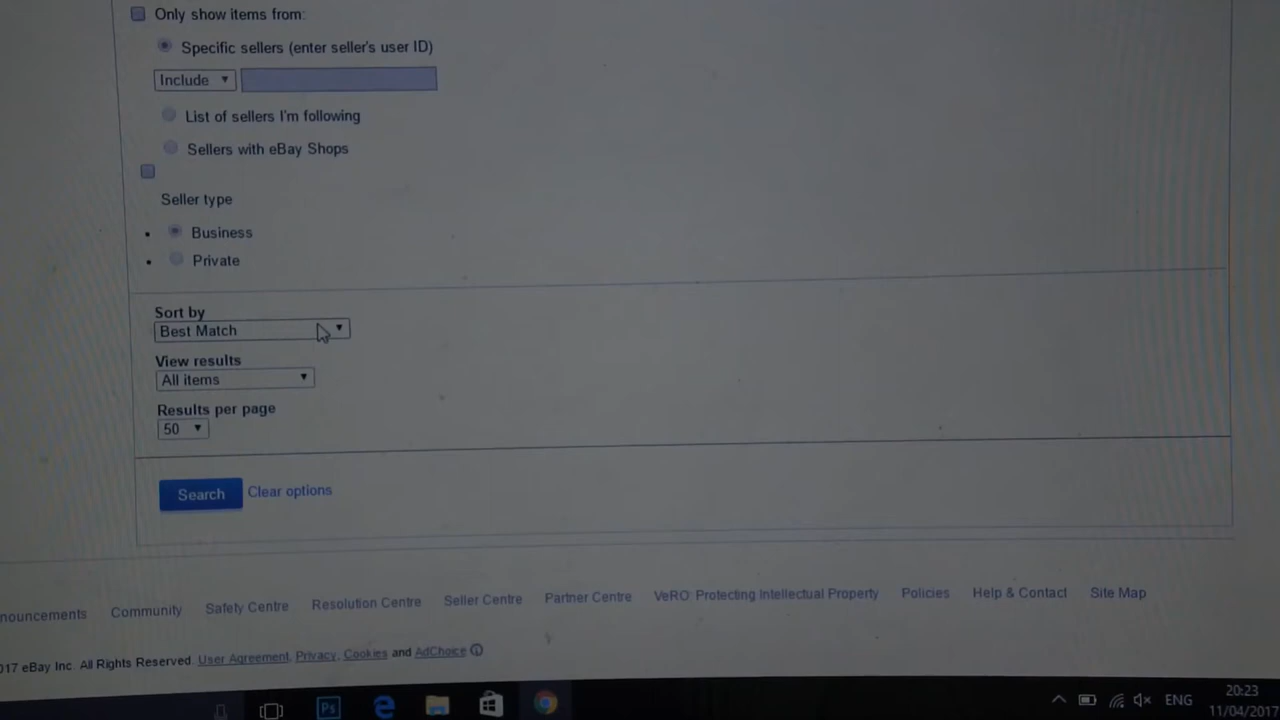 Only show items from:
Specific sellers (enter seller's user ID)
Include
List of sellers I'm following
Sellers with eBay Shops
Seller type
Business
Private
Sort by
Best Match
View results
All items
Results per page
50
Search Clear options
nouncements Community Safety Centre Resolution Centre Seller Centre Partner Centre VeRO: Protecting Intellectual Property Policies Help & Contact Site Map
017 eBay Inc. All Rights Reserved. User Agreement, Privacy, Cookies and AdChoice
Ps
ENG
20:23
11/04/2017